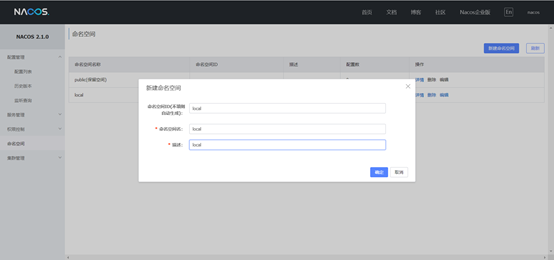 NACOS.
首页 文档 博客 社区 Nacos企业版 En nacos
NACOS 2.1.0
命名空间
新建命名空间 刷新
配置管理
命名空间名称 命名空间ID 描述 配置数 操作
配置列表
public(保留空间) 详情 删除 编辑
历史版本
local 详情 删除 编辑
监听查询
服务管理
权限控制
命名空间
集群管理
新建命名空间
命名空间ID(不填则自动生成): local
* 命名空间名: local
* 描述: local
确定 取消